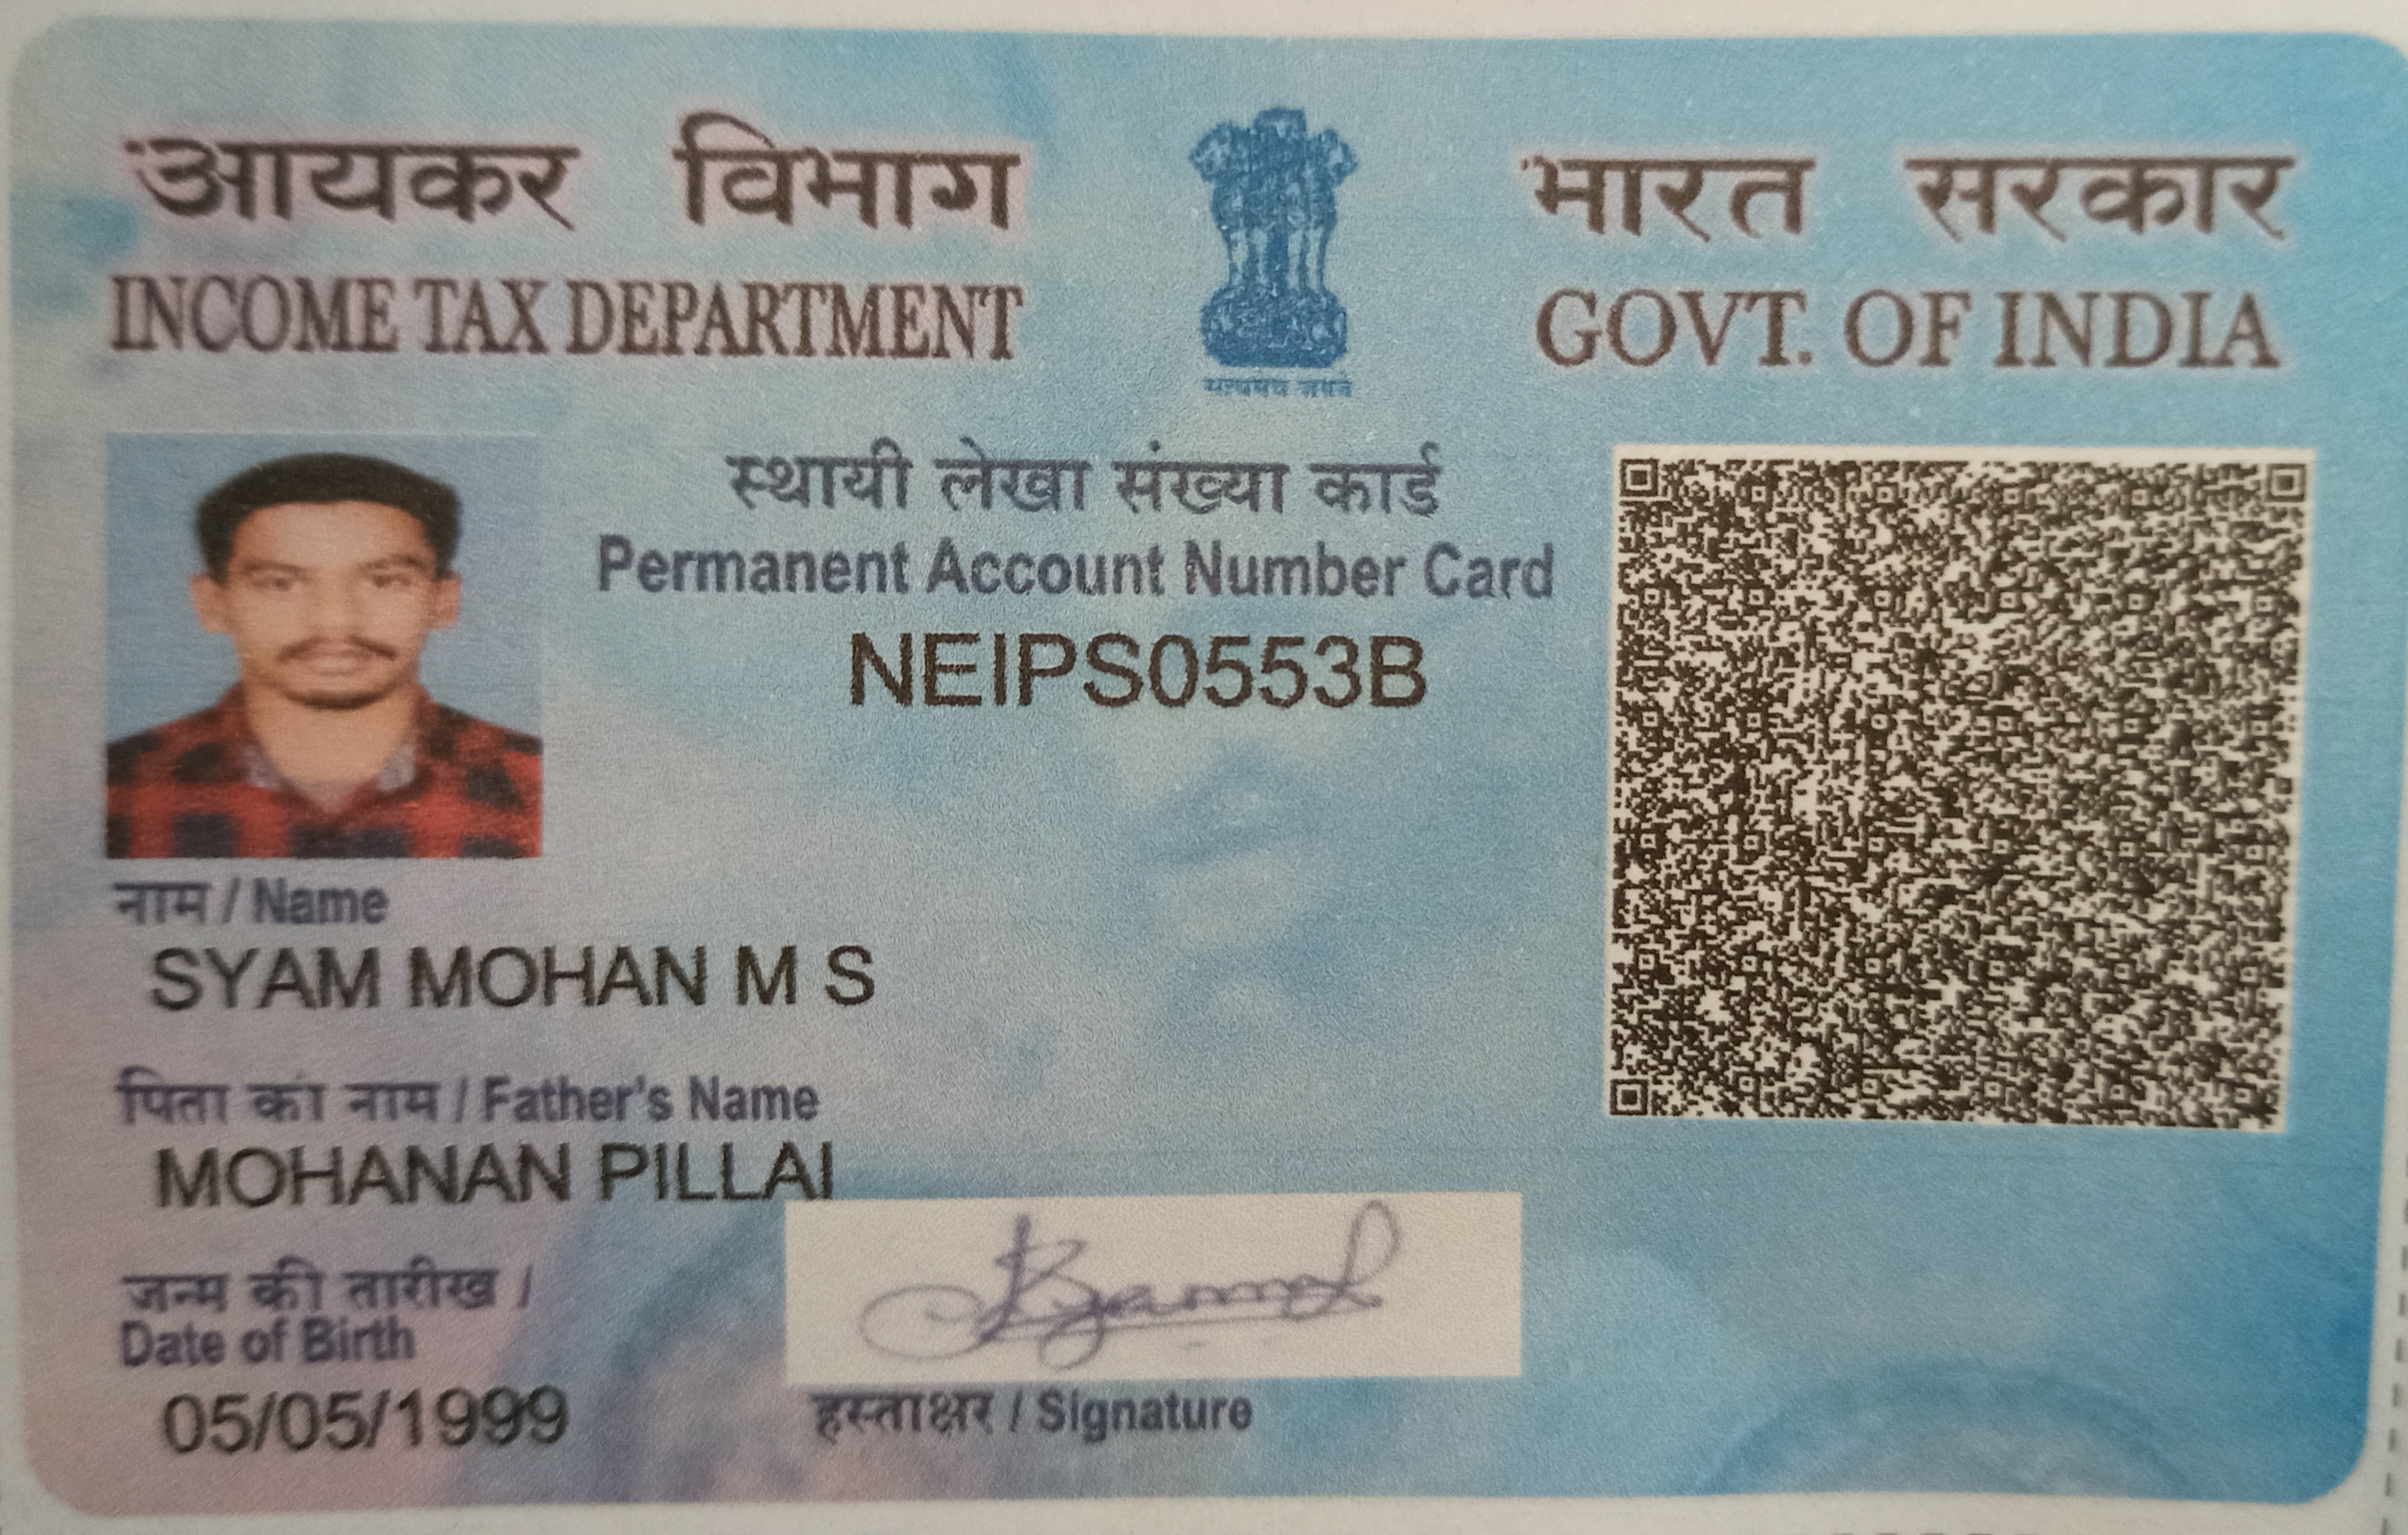 आयकर विभाग
INCOME TAX DEPARTMENT
सत्यमेव जयते
भारत सरकार
GOVT. OF INDIA
स्थायी लेखा संख्या कार्ड
Permanent Account Number Card
NEIPS0553B
नाम / Name
SYAM MOHAN M S
पिता का नाम / Father's Name
MOHANAN PILLAI
जन्म की तारीख /
Date of Birth
05/05/1999
हस्ताक्षर / Signature